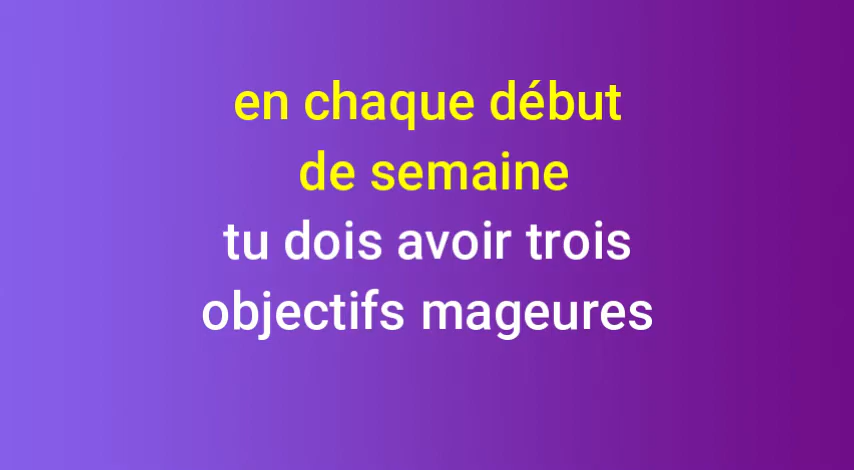 en chaque début
de semaine
tu dois avoir trois
objectifs mageures